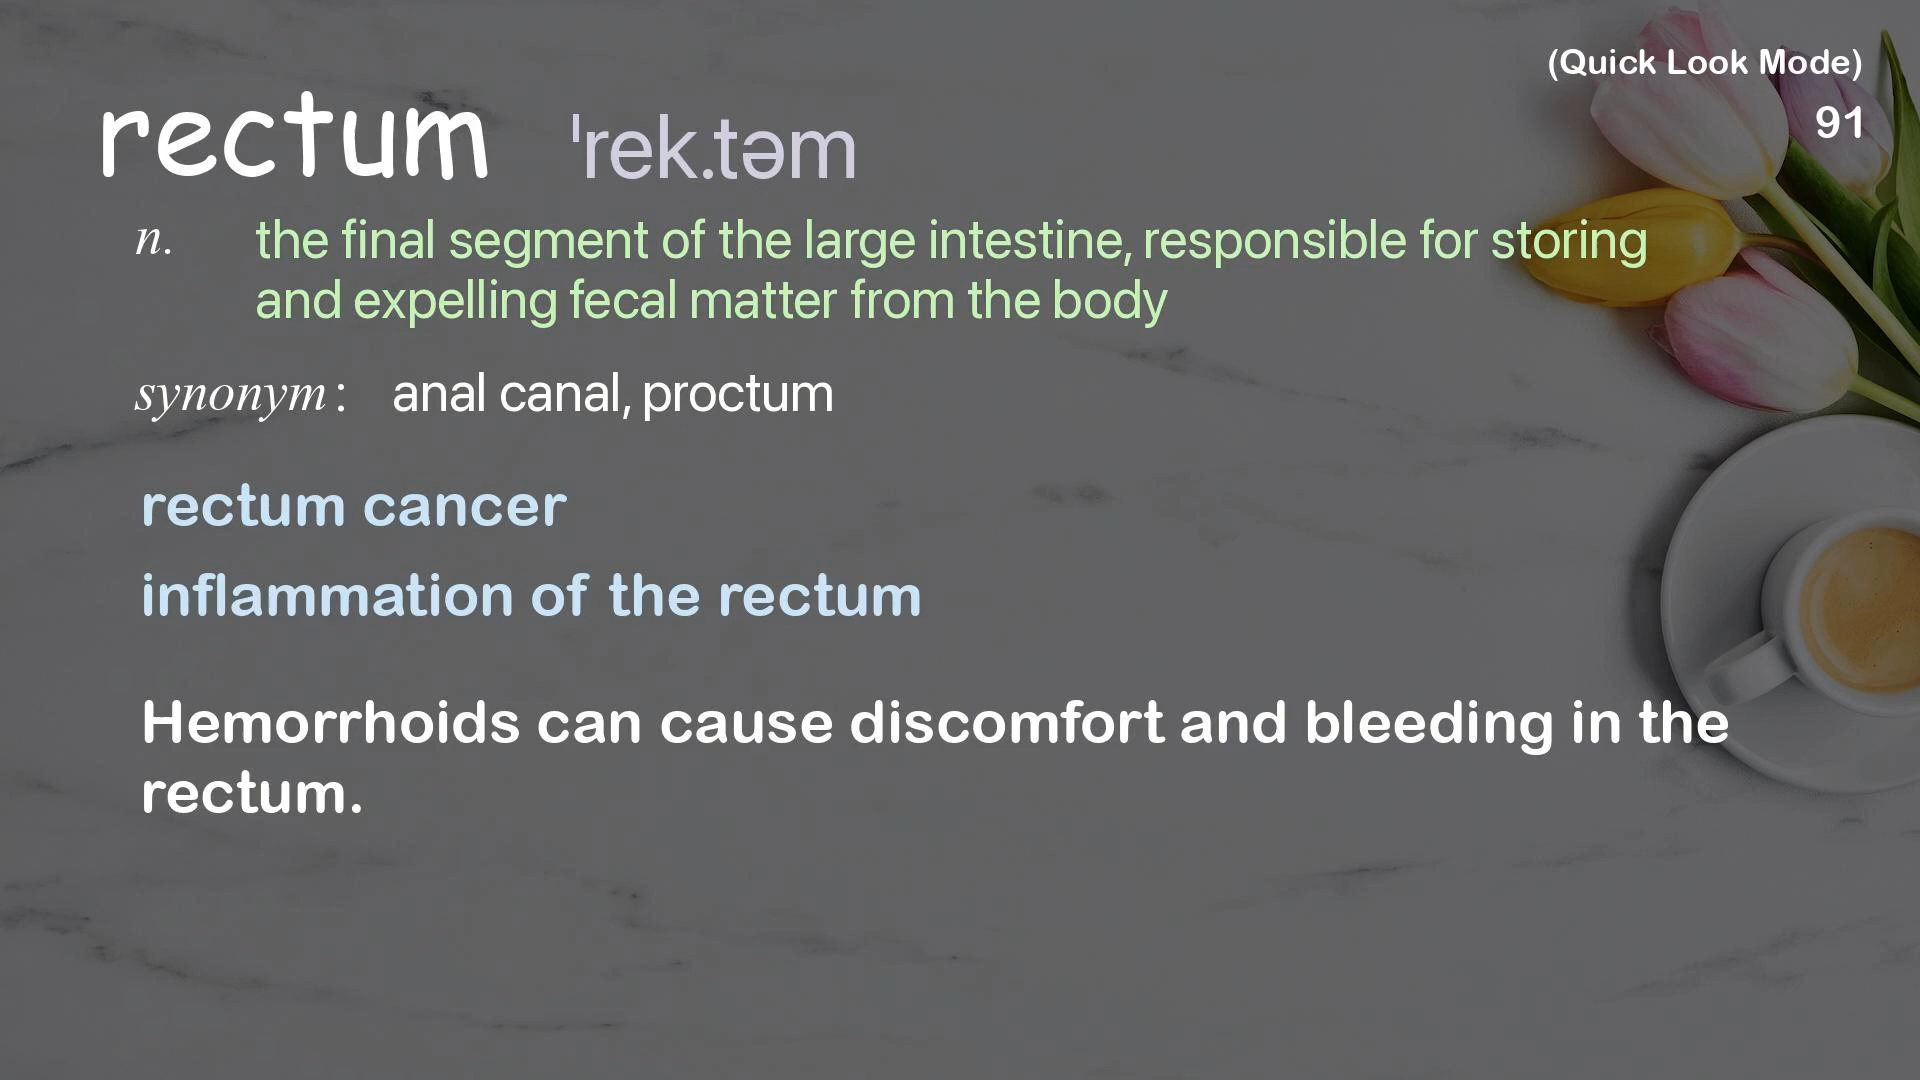 (Quick Look Mode)
91
rectum ˈrek.təm
n. the final segment of the large intestine, responsible for storing
and expelling fecal matter from the body
synonym: anal canal, proctum
rectum cancer
inflammation of the rectum
Hemorrhoids can cause discomfort and bleeding in the
rectum.